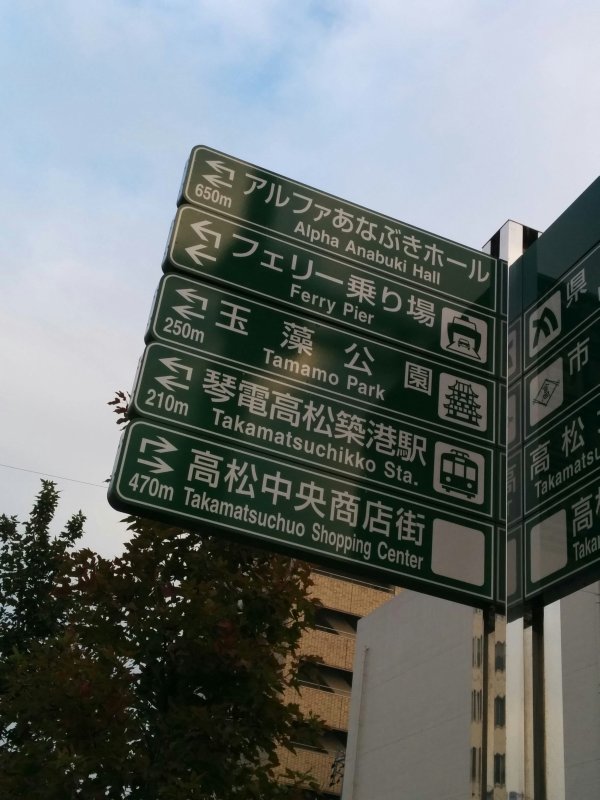 アルファあなぶきホール
650m
Alpha Anabuki Hall
フェリー乗り場
Ferry Pier
玉藻公園
250m
Tamamo Park
琴電高松築港駅
210m
Takamatsuchikko Sta.
高松中央商店街
470m
Takamatsuchuo Shopping Center
県
市
高松
Takamatsu
高松
Takam